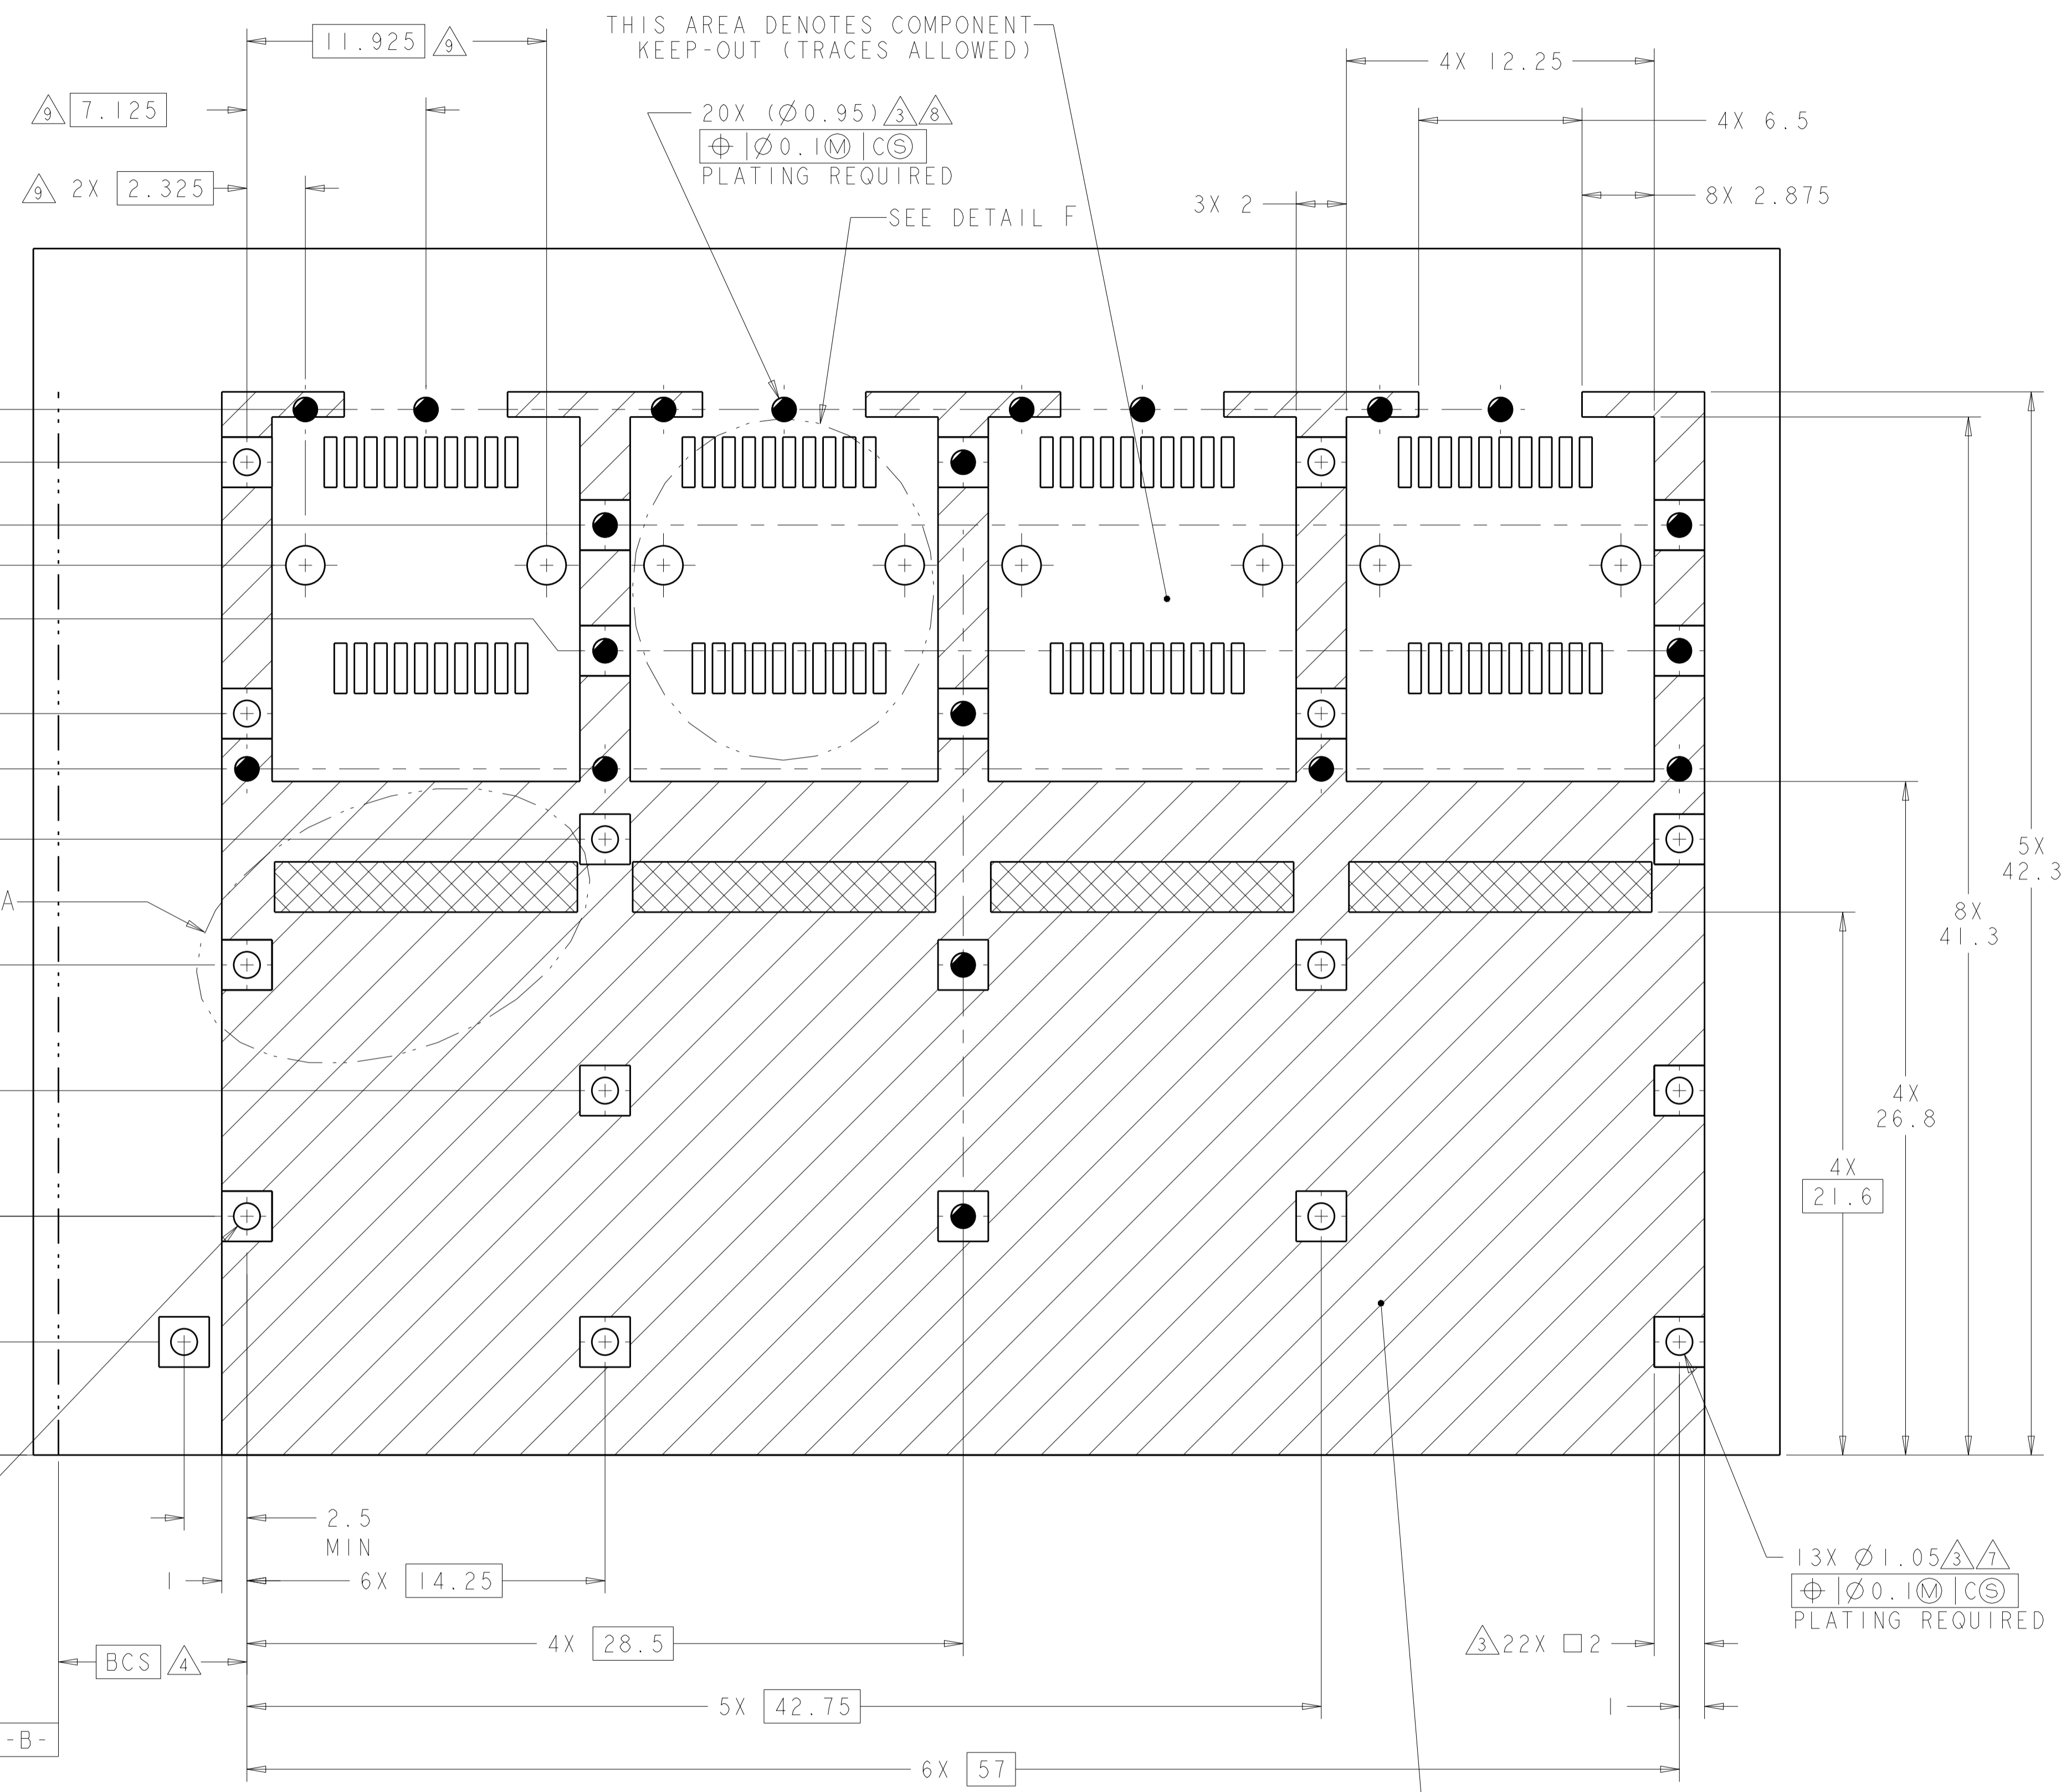 THIS AREA DENOTES COMPONENT
KEEP-OUT (TRACES ALLOWED)
11.925 9
4X 12.25
9 7.125
20X (Ø0.95) 3 8
⌖ Ø0.1Ⓜ CⓈ
PLATING REQUIRED
4X 6.5
9 2X 2.325
3X 2
8X 2.875
SEE DETAIL F
5X
42.3
8X
41.3
A
4X
26.8
4X
21.6
2.5
MIN
1
6X 14.25
13X Ø1.05 3 7
⌖ Ø0.1Ⓜ CⓈ
PLATING REQUIRED
4X 28.5
3 22X □2
BCS 4
5X 42.75
1
-B-
6X 57